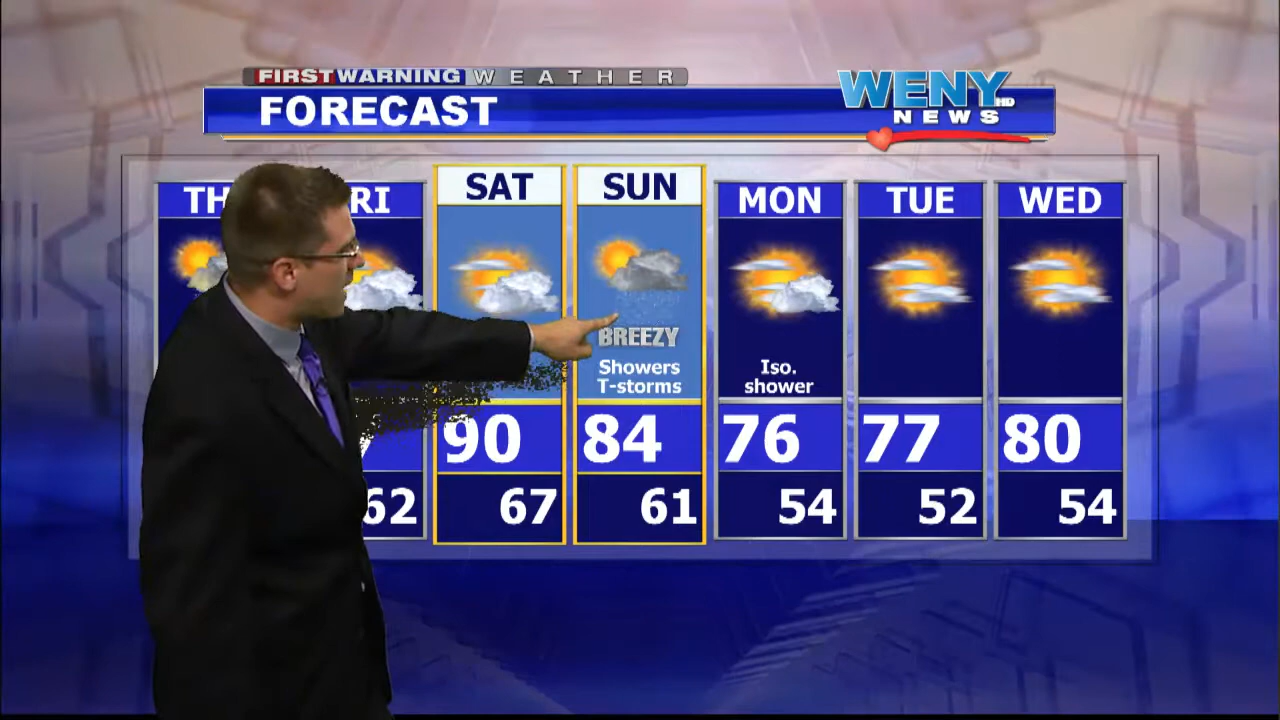 FIRST WARNING WEATHER
FORECAST
WENY HD
NEWS
SAT
SUN
MON
TUE
WED
BREEZY
Showers
T-storms
Iso.
shower
90
84
76
77
80
62
67
61
54
52
54